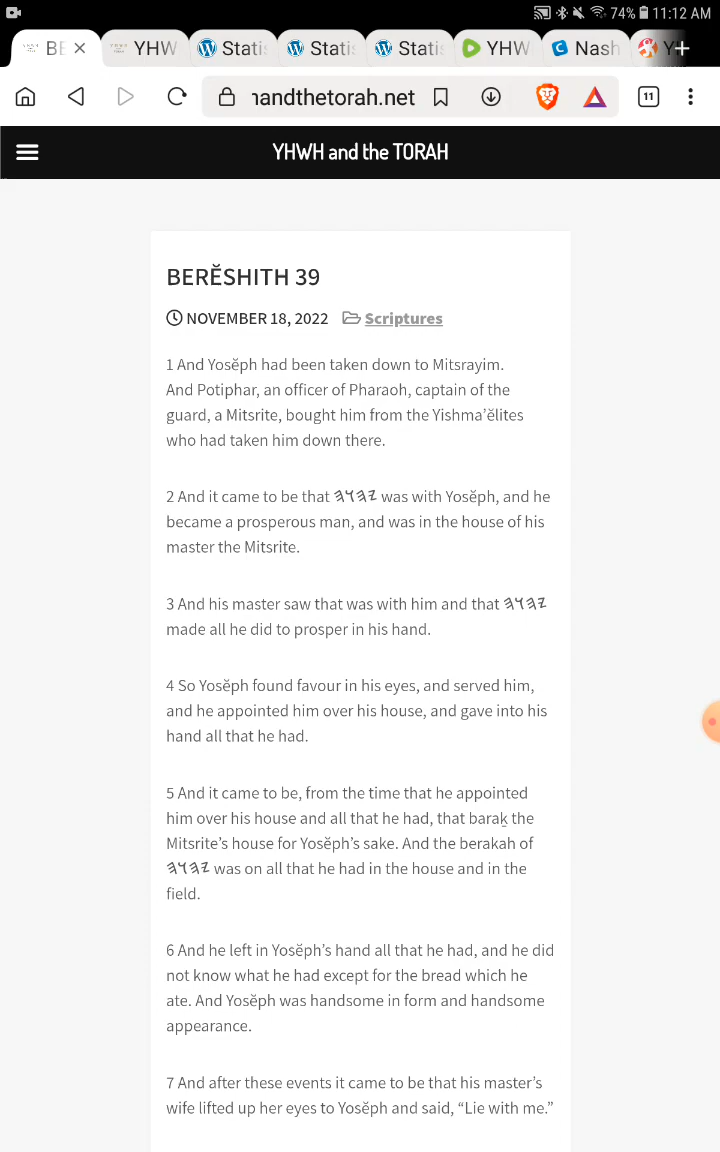 74% 11:12 AM
BE YHW Statis Statis Statis YHW Nash Y
handthetorah.net 11
YHWH and the TORAH
BERĔSHITH 39
NOVEMBER 18, 2022 Scriptures
1 And Yosĕph had been taken down to Mitsrayim.
And Potiphar, an officer of Pharaoh, captain of the
guard, a Mitsrite, bought him from the Yishma’ĕlites
who had taken him down there.
2 And it came to be that 𐤉𐤄𐤅𐤄 was with Yosĕph, and he
became a prosperous man, and was in the house of his
master the Mitsrite.
3 And his master saw that was with him and that 𐤉𐤄𐤅𐤄
made all he did to prosper in his hand.
4 So Yosĕph found favour in his eyes, and served him,
and he appointed him over his house, and gave into his
hand all that he had.
5 And it came to be, from the time that he appointed
him over his house and all that he had, that baraḵ the
Mitsrite’s house for Yosĕph’s sake. And the berakah of
𐤉𐤄𐤅𐤄 was on all that he had in the house and in the
field.
6 And he left in Yosĕph’s hand all that he had, and he did
not know what he had except for the bread which he
ate. And Yosĕph was handsome in form and handsome
appearance.
7 And after these events it came to be that his master’s
wife lifted up her eyes to Yosĕph and said, “Lie with me.”